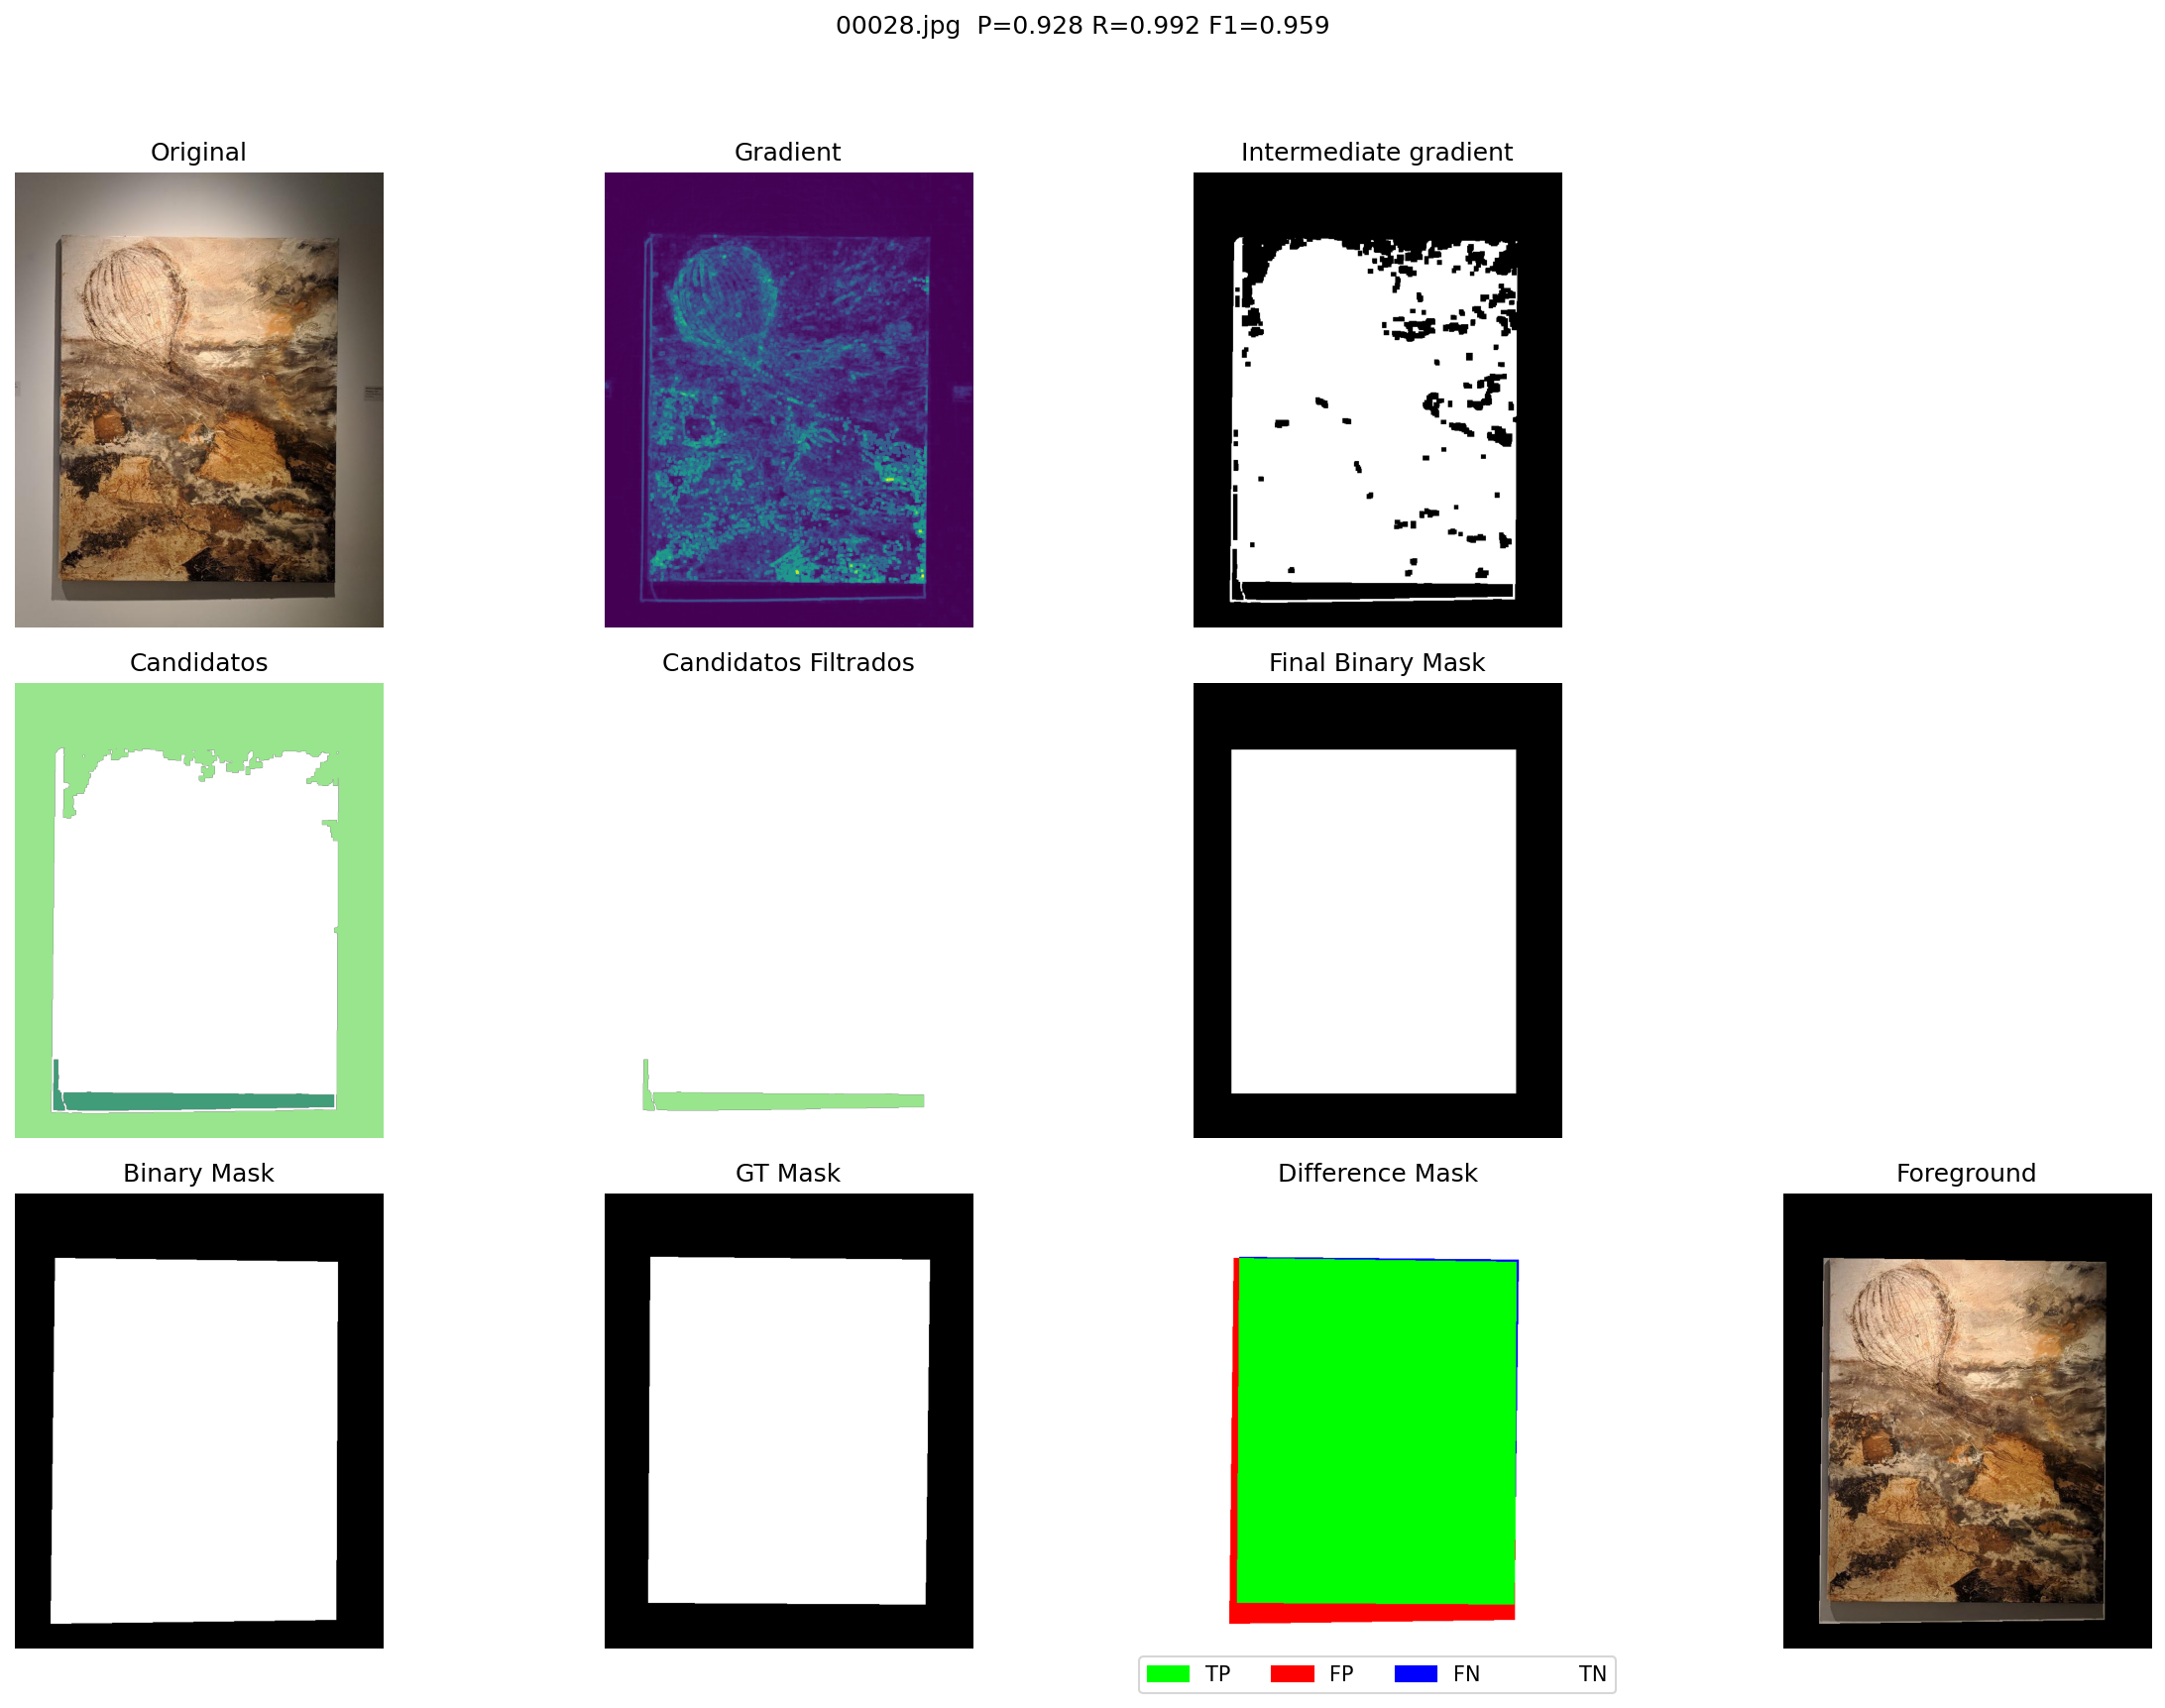 00028.jpg  P=0.928 R=0.992 F1=0.959
Original
Gradient
Intermediate gradient
Candidatos
Candidatos Filtrados
Final Binary Mask
Binary Mask
GT Mask
Difference Mask
Foreground
TP
FP
FN
TN